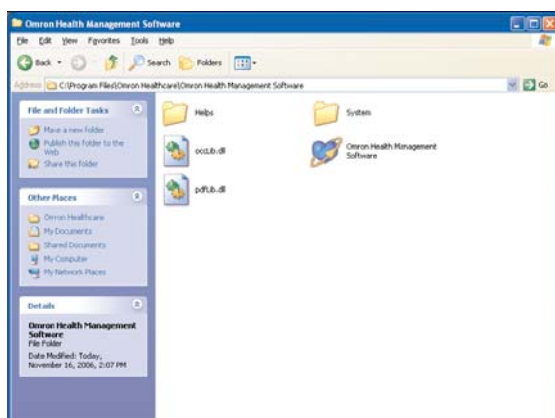 Omron Health Management Software
File Edit View Favorites Tools Help
Back Search Folders
Address C:\Program Files\Omron Healthcare\Omron Health Management Software Go
File and Folder Tasks
Make a new folder
Publish this folder to the
Web
Share this folder
Other Places
Omron Healthcare
My Documents
Shared Documents
My Computer
My Network Places
Details
Omron Health Management
Software
File Folder
Date Modified: Today,
November 16, 2006, 2:07 PM
Helps
System
Omron Health Management
Software
pdfLib.dll